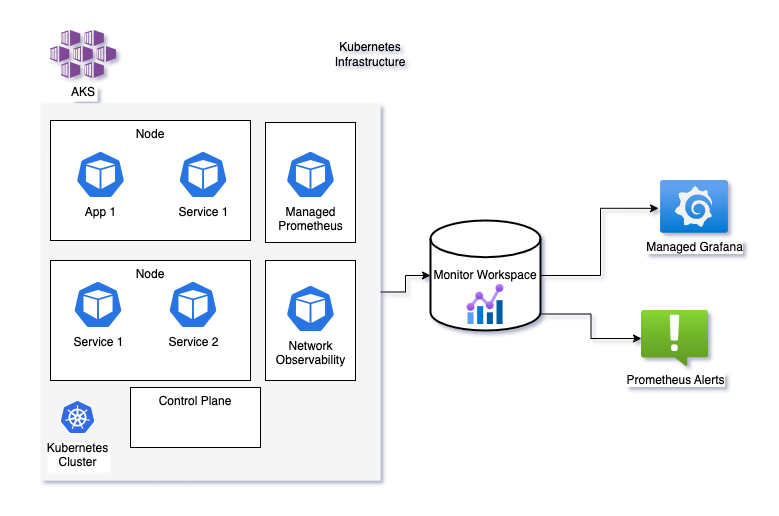 Kubernetes
Infrastructure
AKS
Node
App 1
Service 1
Managed
Prometheus
Node
Service 1
Service 2
Network
Observability
Control Plane
Kubernetes
Cluster
Monitor Workspace
Managed Grafana
Prometheus Alerts